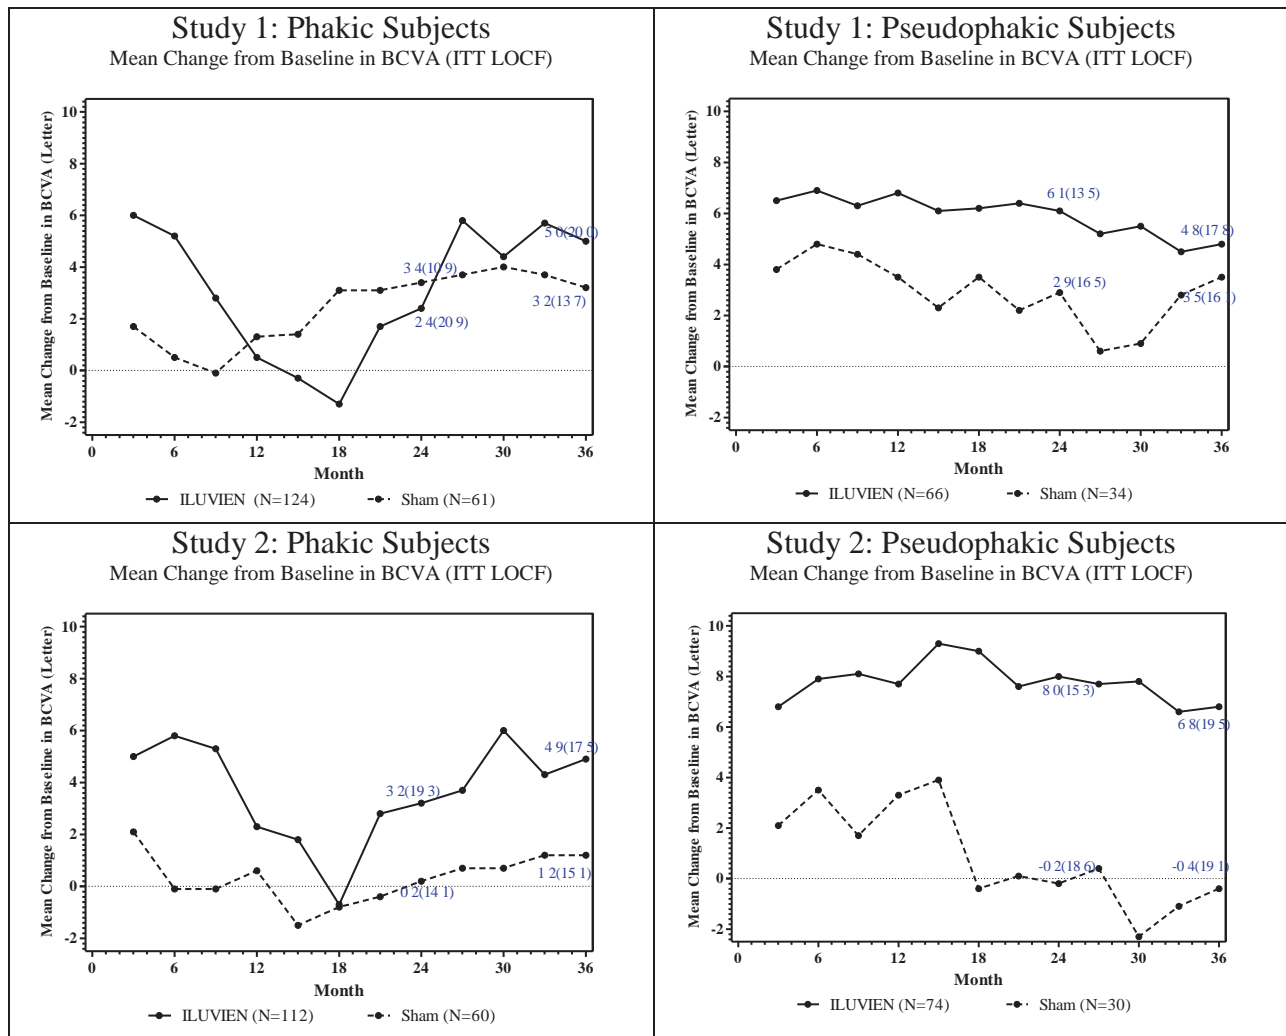 Study 1: Phakic Subjects
Mean Change from Baseline in BCVA (ITT LOCF)
Mean Change from Baseline in BCVA (Letter)
10
8
6
4
2
0
-2
5 0(20 0)
3 4(10 9)
3 2(13 7)
2 4(20 9)
0 6 12 18 24 30 36
Month
ILUVIEN (N=124) Sham (N=61)
Study 1: Pseudophakic Subjects
Mean Change from Baseline in BCVA (ITT LOCF)
Mean Change from Baseline in BCVA (Letter)
10
8
6
4
2
0
-2
6 1(13 5)
4 8(17 8)
2 9(16 5)
3 5(16 1)
0 6 12 18 24 30 36
Month
ILUVIEN (N=66) Sham (N=34)
Study 2: Phakic Subjects
Mean Change from Baseline in BCVA (ITT LOCF)
Mean Change from Baseline in BCVA (Letter)
10
8
6
4
2
0
-2
4 9(17 5)
3 2(19 3)
1 2(15 1)
0 2(14 1)
0 6 12 18 24 30 36
Month
ILUVIEN (N=112) Sham (N=60)
Study 2: Pseudophakic Subjects
Mean Change from Baseline in BCVA (ITT LOCF)
Mean Change from Baseline in BCVA (Letter)
10
8
6
4
2
0
-2
8 0(15 3)
6 8(19 5)
-0 2(18 6)
-0 4(19 1)
0 6 12 18 24 30 36
Month
ILUVIEN (N=74) Sham (N=30)